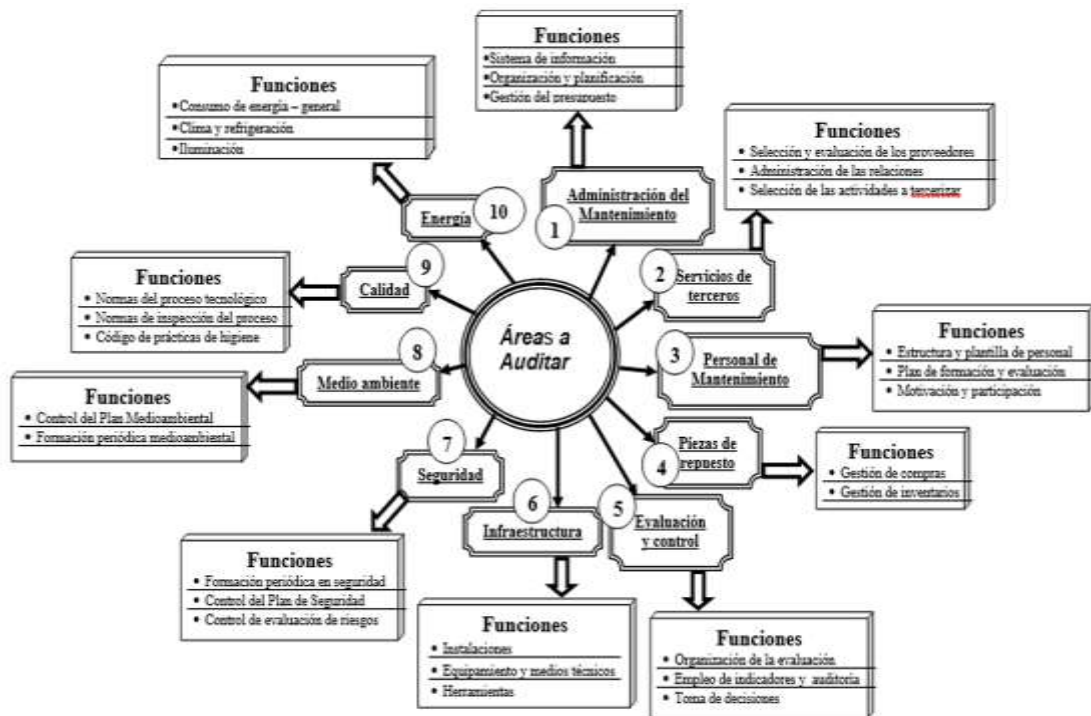 Áreas a
Auditar
1
Administración del
Mantenimiento
Funciones
•Sistema de información
•Organización y planificación
•Gestión del presupuesto
2
Servicios de
terceros
Funciones
• Selección y evaluación de los proveedores
• Administración de las relaciones
• Selección de las actividades a tercerizar
3
Personal de
Mantenimiento
Funciones
• Estructura y plantilla de personal
• Plan de formación y evaluación
• Motivación y participación
4
Piezas de
repuesto
Funciones
• Gestión de compras
• Gestión de inventarios
5
Evaluación
y control
Funciones
• Organización de la evaluación
• Empleo de indicadores y auditoria
• Toma de decisiones
6
Infraestructura
Funciones
• Instalaciones
• Equipamiento y medios técnicos
• Herramientas
7
Seguridad
Funciones
• Formación periódica en seguridad
• Control del Plan de Seguridad
• Control de evaluación de riesgos
8
Medio ambiente
Funciones
• Control del Plan Medioambiental
• Formación periódica medioambiental
9
Calidad
Funciones
• Normas del proceso tecnológico
• Normas de inspección del proceso
• Código de prácticas de higiene
10
Energía
Funciones
•Consumo de energía – general
•Clima y refrigeración
•Iluminación